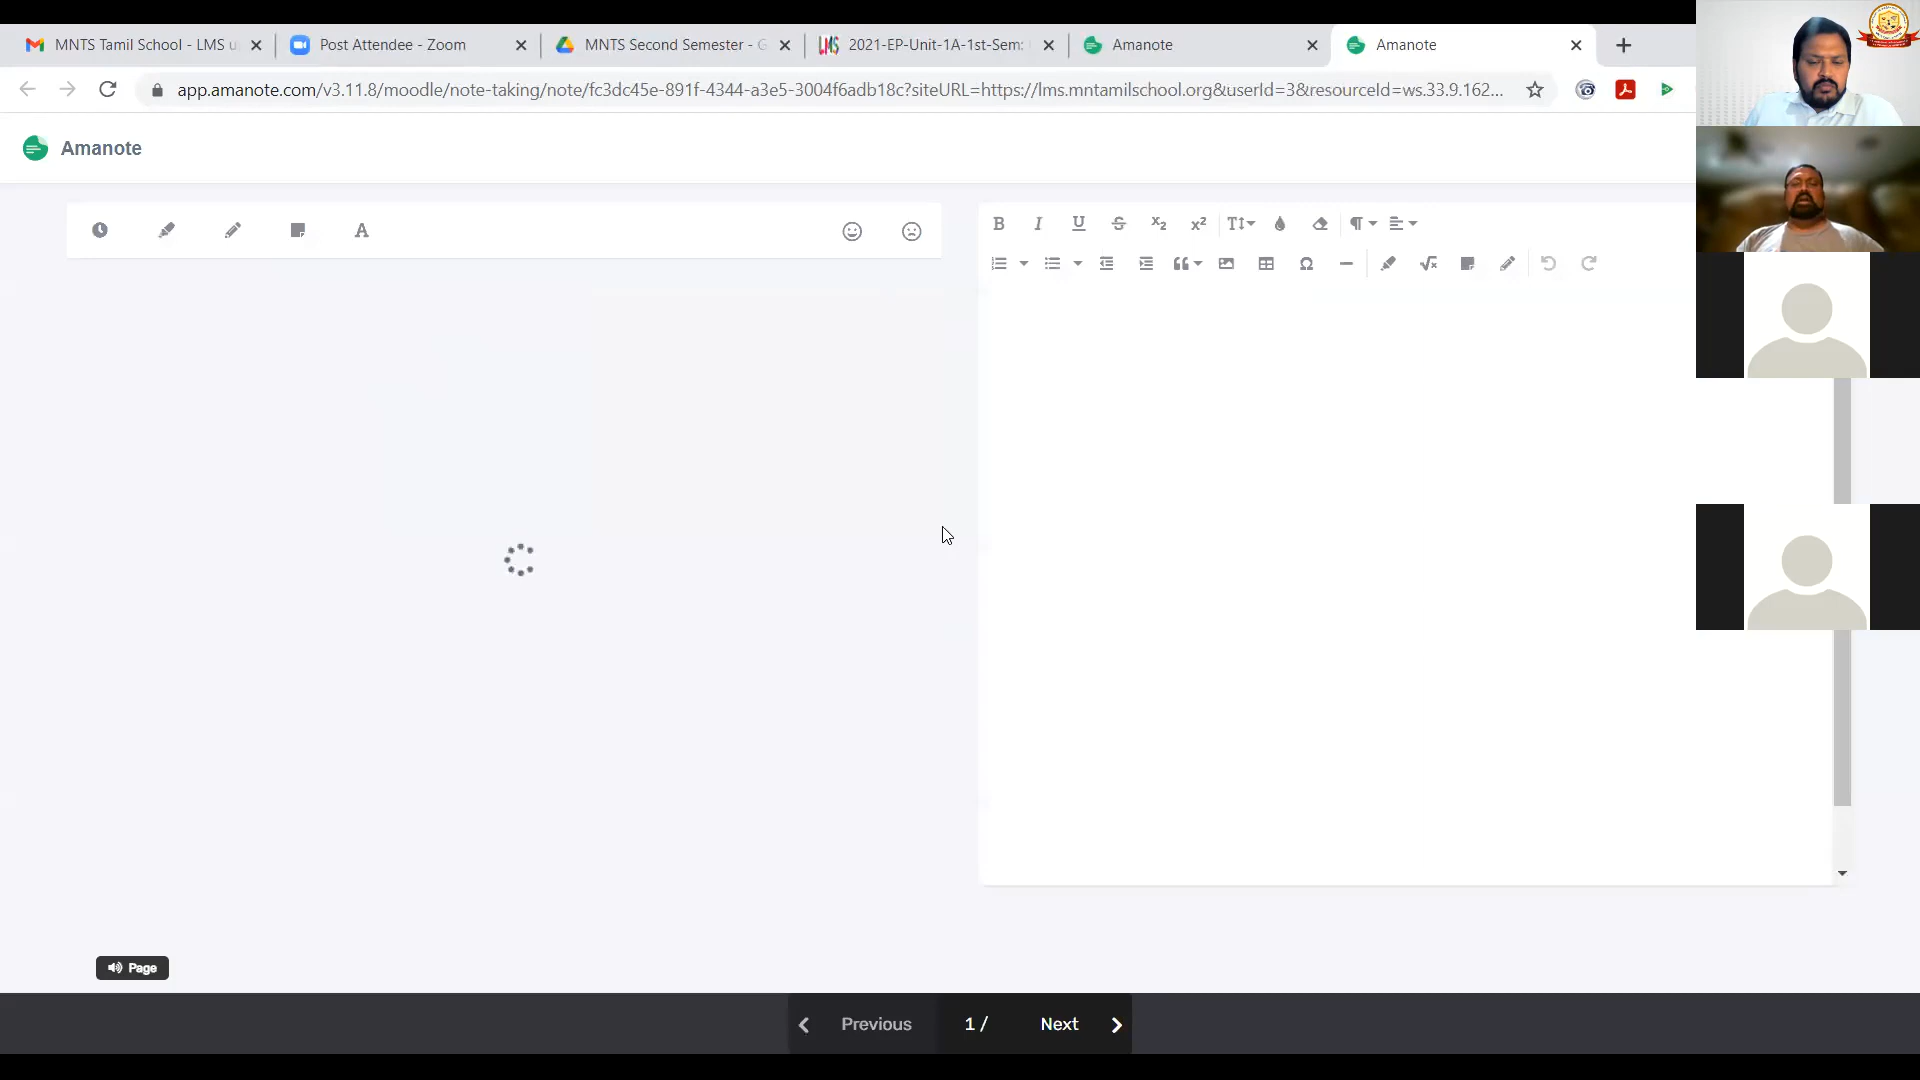 MNTS Tamil School - LMS u
Post Attendee - Zoom
MNTS Second Semester - G
LMS 2021-EP-Unit-1A-1st-Sem:
Amanote
Amanote
app.amanote.com/v3.11.8/moodle/note-taking/note/fc3dc45e-891f-4344-a3e5-3004f6adb18c?siteURL=https://lms.mntamilschool.org&userId=3&resourceId=ws.33.9.162...
Amanote
Page
Previous 1 / Next